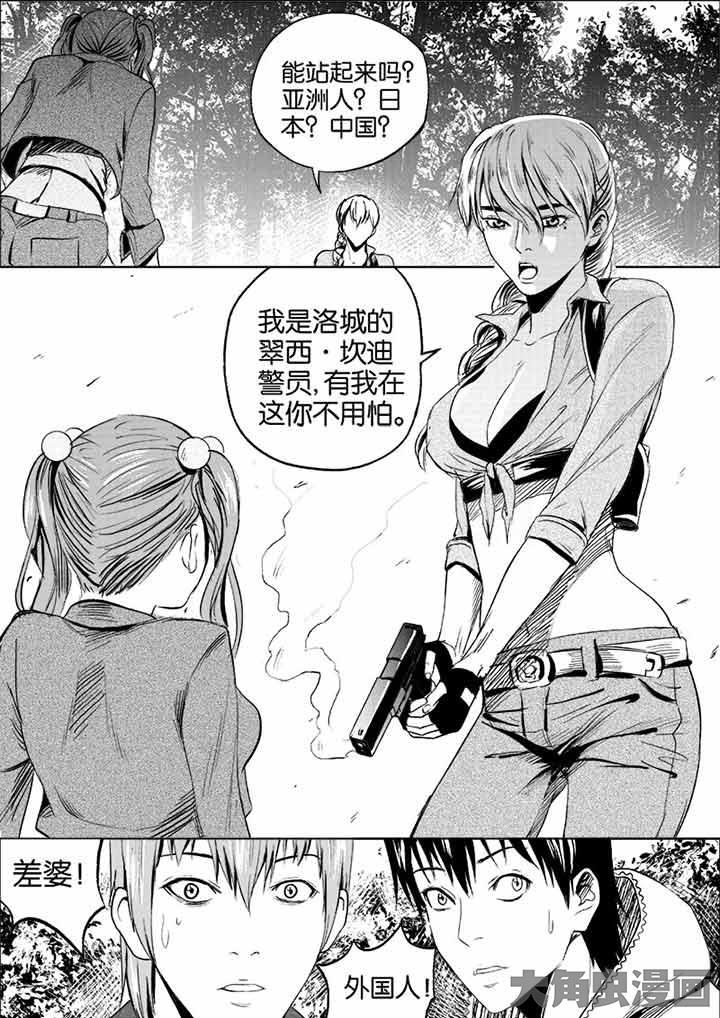 能站起来吗？
亚洲人？日
本？中国？
我是洛城的
翠西·坎迪
警员，有我在
这你不用怕。
差婆！
外国人！
大角虫漫画